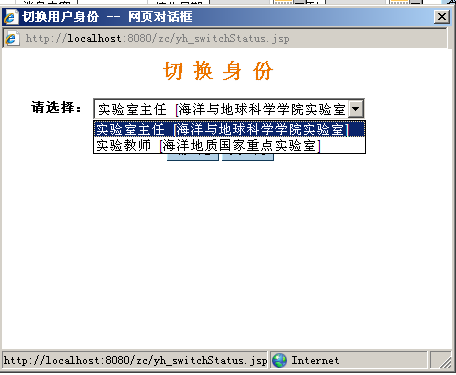 切换用户身份 -- 网页对话框
http://localhost:8080/zc/yh_switchStatus.jsp
切 换 身 份
请选择： 实验室主任 [海洋与地球科学学院实验室
实验室主任 [海洋与地球科学学院实验室]
实验教师 [海洋地质国家重点实验室]
http://localhost:8080/zc/yh_switchStatus.jsp Internet